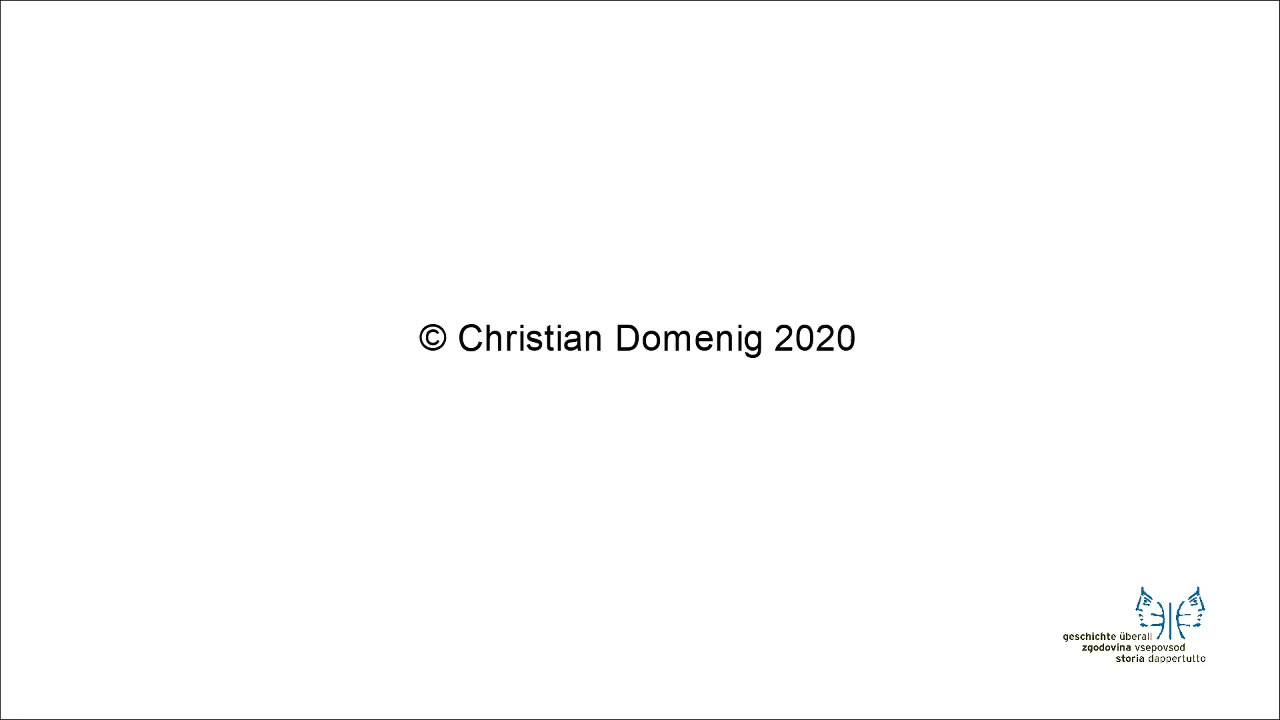 © Christian Domenig 2020
geschichte überall
zgodovina vsepovsod
storia dappertutto